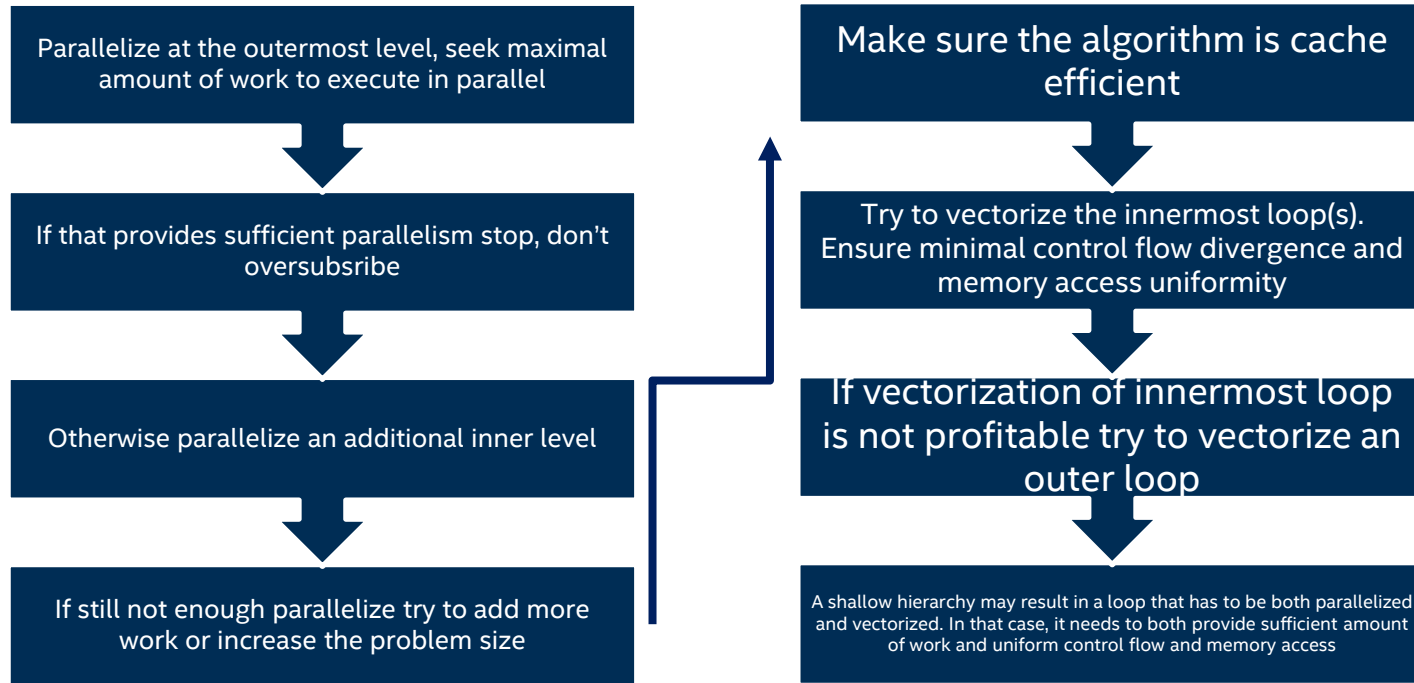 Parallelize at the outermost level, seek maximal
amount of work to execute in parallel
If that provides sufficient parallelism stop, don't
oversubsribe
Otherwise parallelize an additional inner level
If still not enough parallelize try to add more
work or increase the problem size
Make sure the algorithm is cache
efficient
Try to vectorize the innermost loop(s).
Ensure minimal control flow divergence and
memory access uniformity
If vectorization of innermost loop
is not profitable try to vectorize an
outer loop
A shallow hierarchy may result in a loop that has to be both parallelized
and vectorized. In that case, it needs to both provide sufficient amount
of work and uniform control flow and memory access